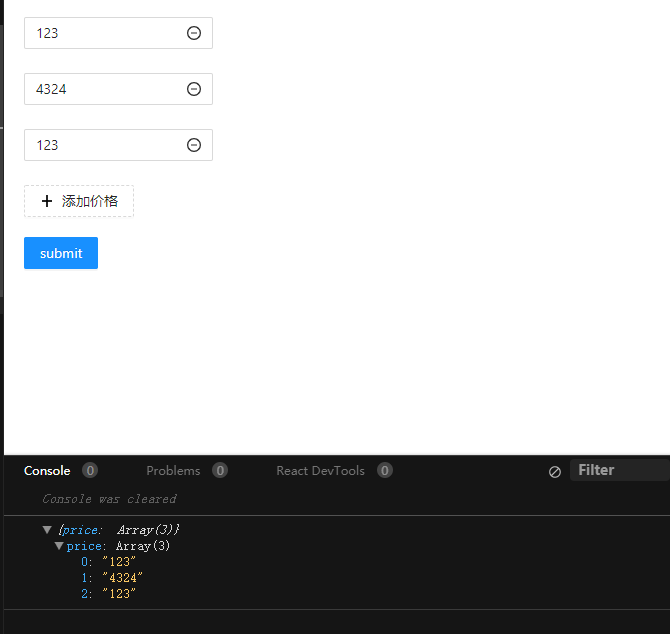 123
4324
123
+ 添加价格
submit
Console 0 Problems 0 React DevTools 0 Filter
Console was cleared
▼ {price: Array(3)}
▼ price: Array(3)
0: "123"
1: "4324"
2: "123"